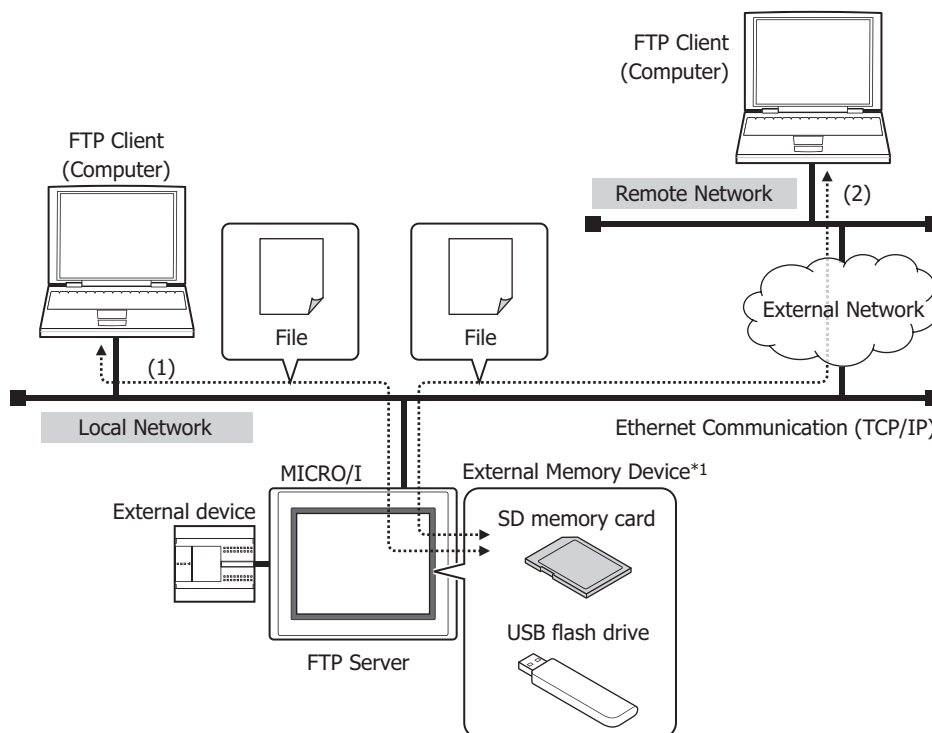 FTP Client
(Computer)
FTP Client
(Computer)
Remote Network
(2)
File
File
External Network
(1)
Local Network
Ethernet Communication (TCP/IP)
MICRO/I
External Memory Device*1
External device
SD memory card
USB flash drive
FTP Server